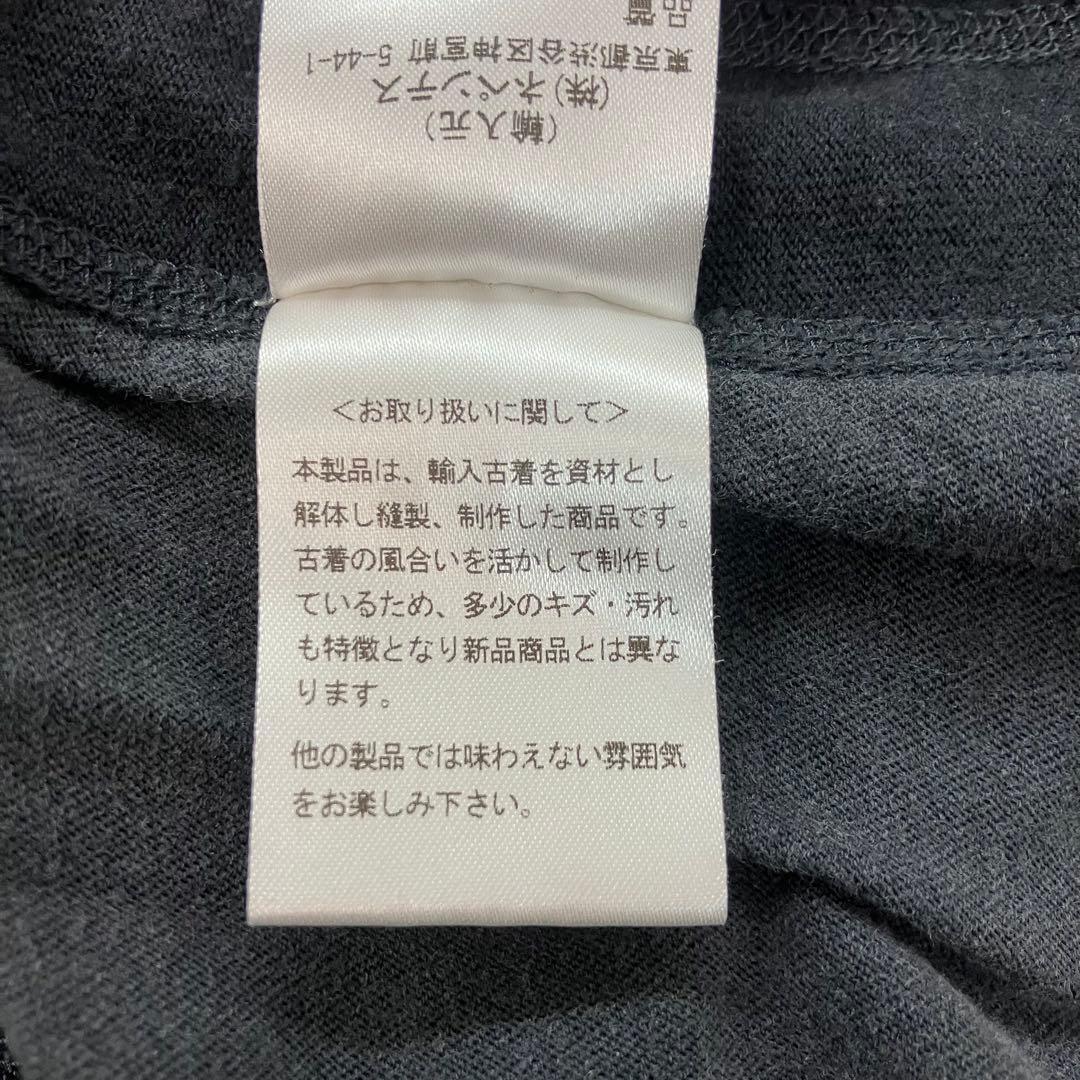 (輸入元)
(株)ネペンテス
東京都渋谷区神宮前 5-44-1
品
＜お取り扱いに関して＞
本製品は、輸入古着を資材とし
解体し縫製、制作した商品です。
古着の風合いを活かして制作し
ているため、多少のキズ・汚れ
も特徴となり新品商品とは異な
ります。
他の製品では味わえない雰囲気
をお楽しみ下さい。